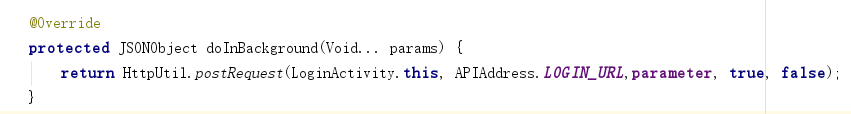 @Override
protected JSONObject doInBackground(Void... params) {
return HttpUtil.postRequest(LoginActivity.this, APIAddress.LOGIN_URL,parameter, true, false);
}